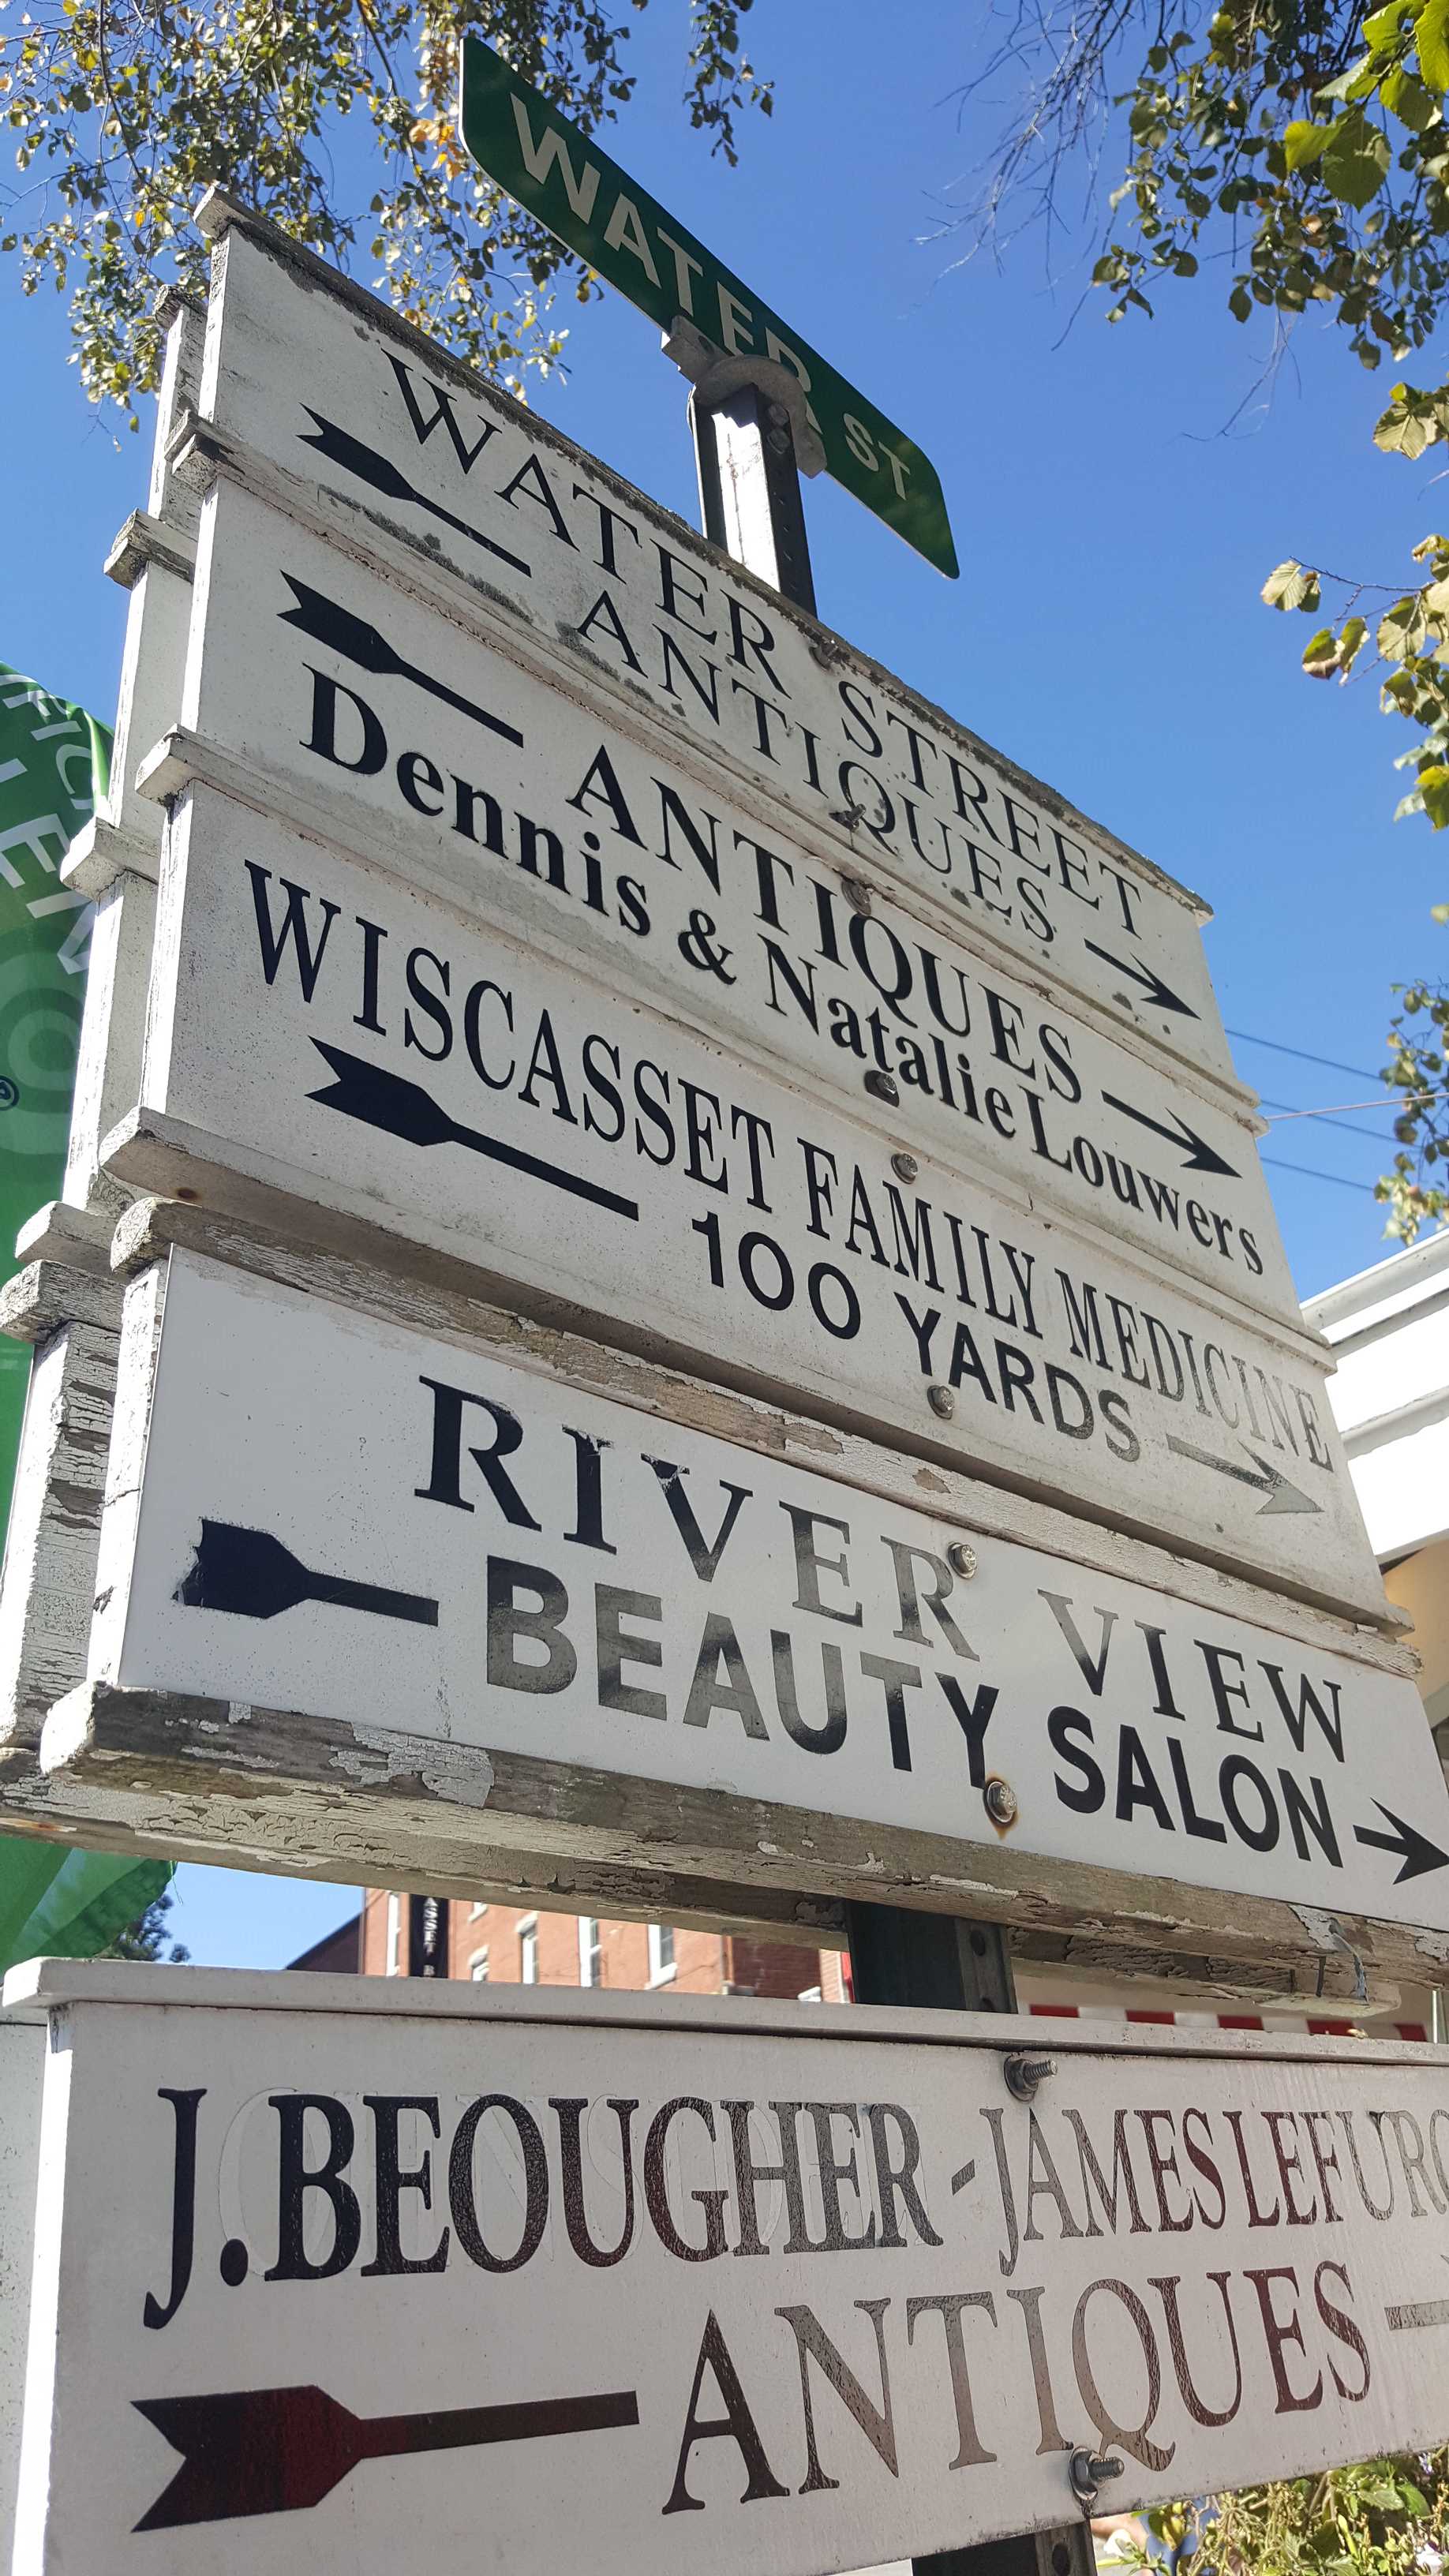 WATER ST
WATER STREET
ANTIQUES
ANTIQUES
Dennis & Natalie Louwers
WISCASSET FAMILY MEDICINE
100 YARDS
RIVER VIEW
BEAUTY SALON
J. BEOUGHER - JAMES LEFURG
ANTIQUES